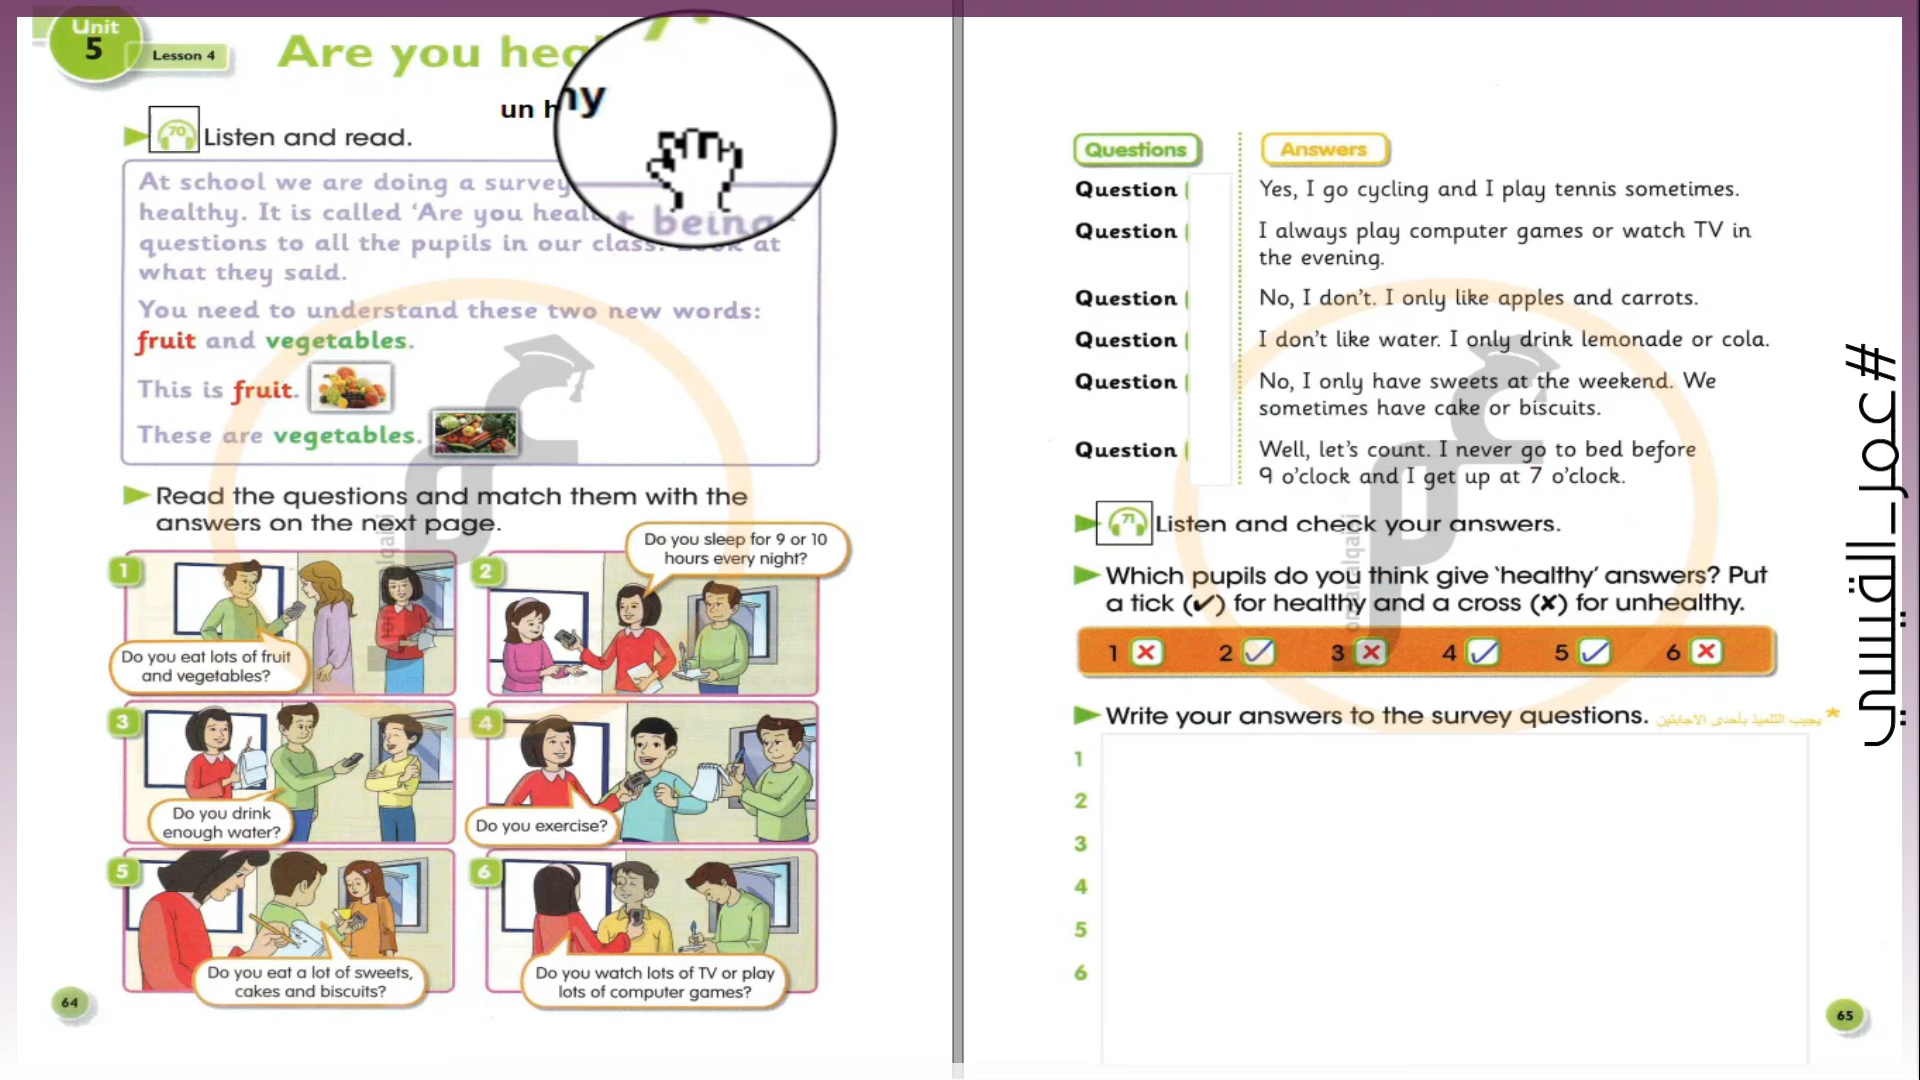 Unit
5
Lesson 4
Are you
un
Listen and read.
At school we are doing a survey
healthy. It is called ‘Are you
being
questions to all the pupils in our class. Look at
what they said.
You need to understand these two new words:
fruit and vegetables.
This is fruit.
These are vegetables.
Read the questions and match them with the
answers on the next page.
1
Do you eat lots of fruit
and vegetables?
2
Do you sleep for 9 or 10
hours every night?
3
Do you drink
enough water?
4
Do you exercise?
5
Do you eat a lot of sweets,
cakes and biscuits?
6
Do you watch lots of TV or play
lots of computer games?
64
Questions Answers
Question Yes, I go cycling and I play tennis sometimes.
Question I always play computer games or watch TV in
the evening.
Question No, I don’t. I only like apples and carrots.
Question I don’t like water. I only drink lemonade or cola.
Question No, I only have sweets at the weekend. We
sometimes have cake or biscuits.
Question Well, let’s count. I never go to bed before
9 o’clock and I get up at 7 o’clock.
71 Listen and check your answers.
Which pupils do you think give ‘healthy’ answers? Put
a tick (✔) for healthy and a cross (✘) for unhealthy.
1 ✘ 2 ✓ 3 ✘ 4 ✓ 5 ✓ 6 ✘
Write your answers to the survey questions. يجيب التلميذ بأحدى الاجابتين *
1
2
3
4
5
6
65